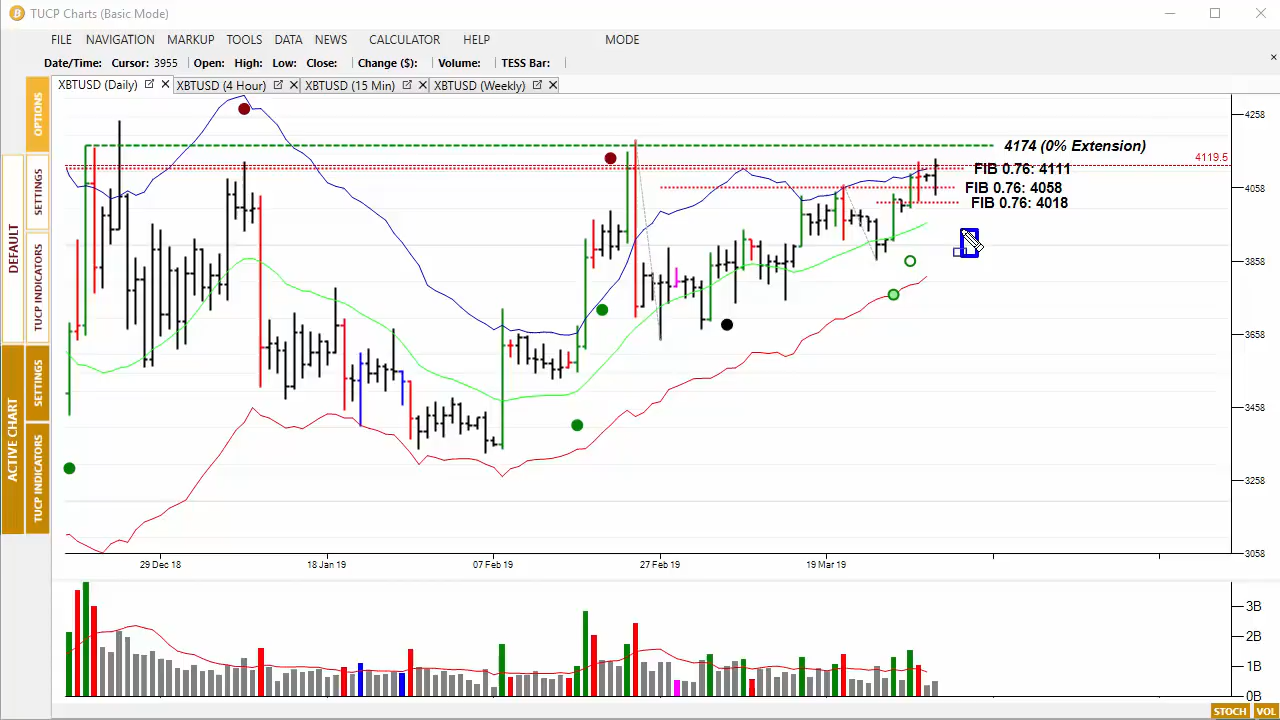 TUCP Charts (Basic Mode)
FILE NAVIGATION MARKUP TOOLS DATA NEWS CALCULATOR HELP MODE
Date/Time: Cursor: 3955 Open: High: Low: Close: Change ($): Volume: TESS Bar:
XBTUSD (Daily) XBTUSD (4 Hour) XBTUSD (15 Min) XBTUSD (Weekly)
OPTIONS
DEFAULT
SETTINGS
TUCP INDICATORS
ACTIVE CHART
SETTINGS
TUCP INDICATORS
4174 (0% Extension)
FIB 0.76: 4111
FIB 0.76: 4058
FIB 0.76: 4018
4119.5
4258
4058
3858
3658
3458
3258
3058
29 Dec 18 18 Jan 19 07 Feb 19 27 Feb 19 19 Mar 19
3B
2B
1B
0B
STOCH VOL